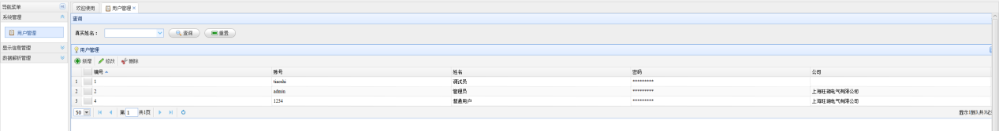 导航菜单
系统管理
用户管理
显示信息管理
数据解析管理
欢迎使用 用户管理
查询
真实姓名： 查询 重置
用户管理
新增 修改 删除
编号 账号 姓名 密码 公司
1 1 tiaoshi 调试员 *********
2 2 admin 管理员 ********* 上海旺湖电气有限公司
3 4 1234 普通用户 ********* 上海旺湖电气有限公司
50 第 1 共1页 显示1到3,共3记